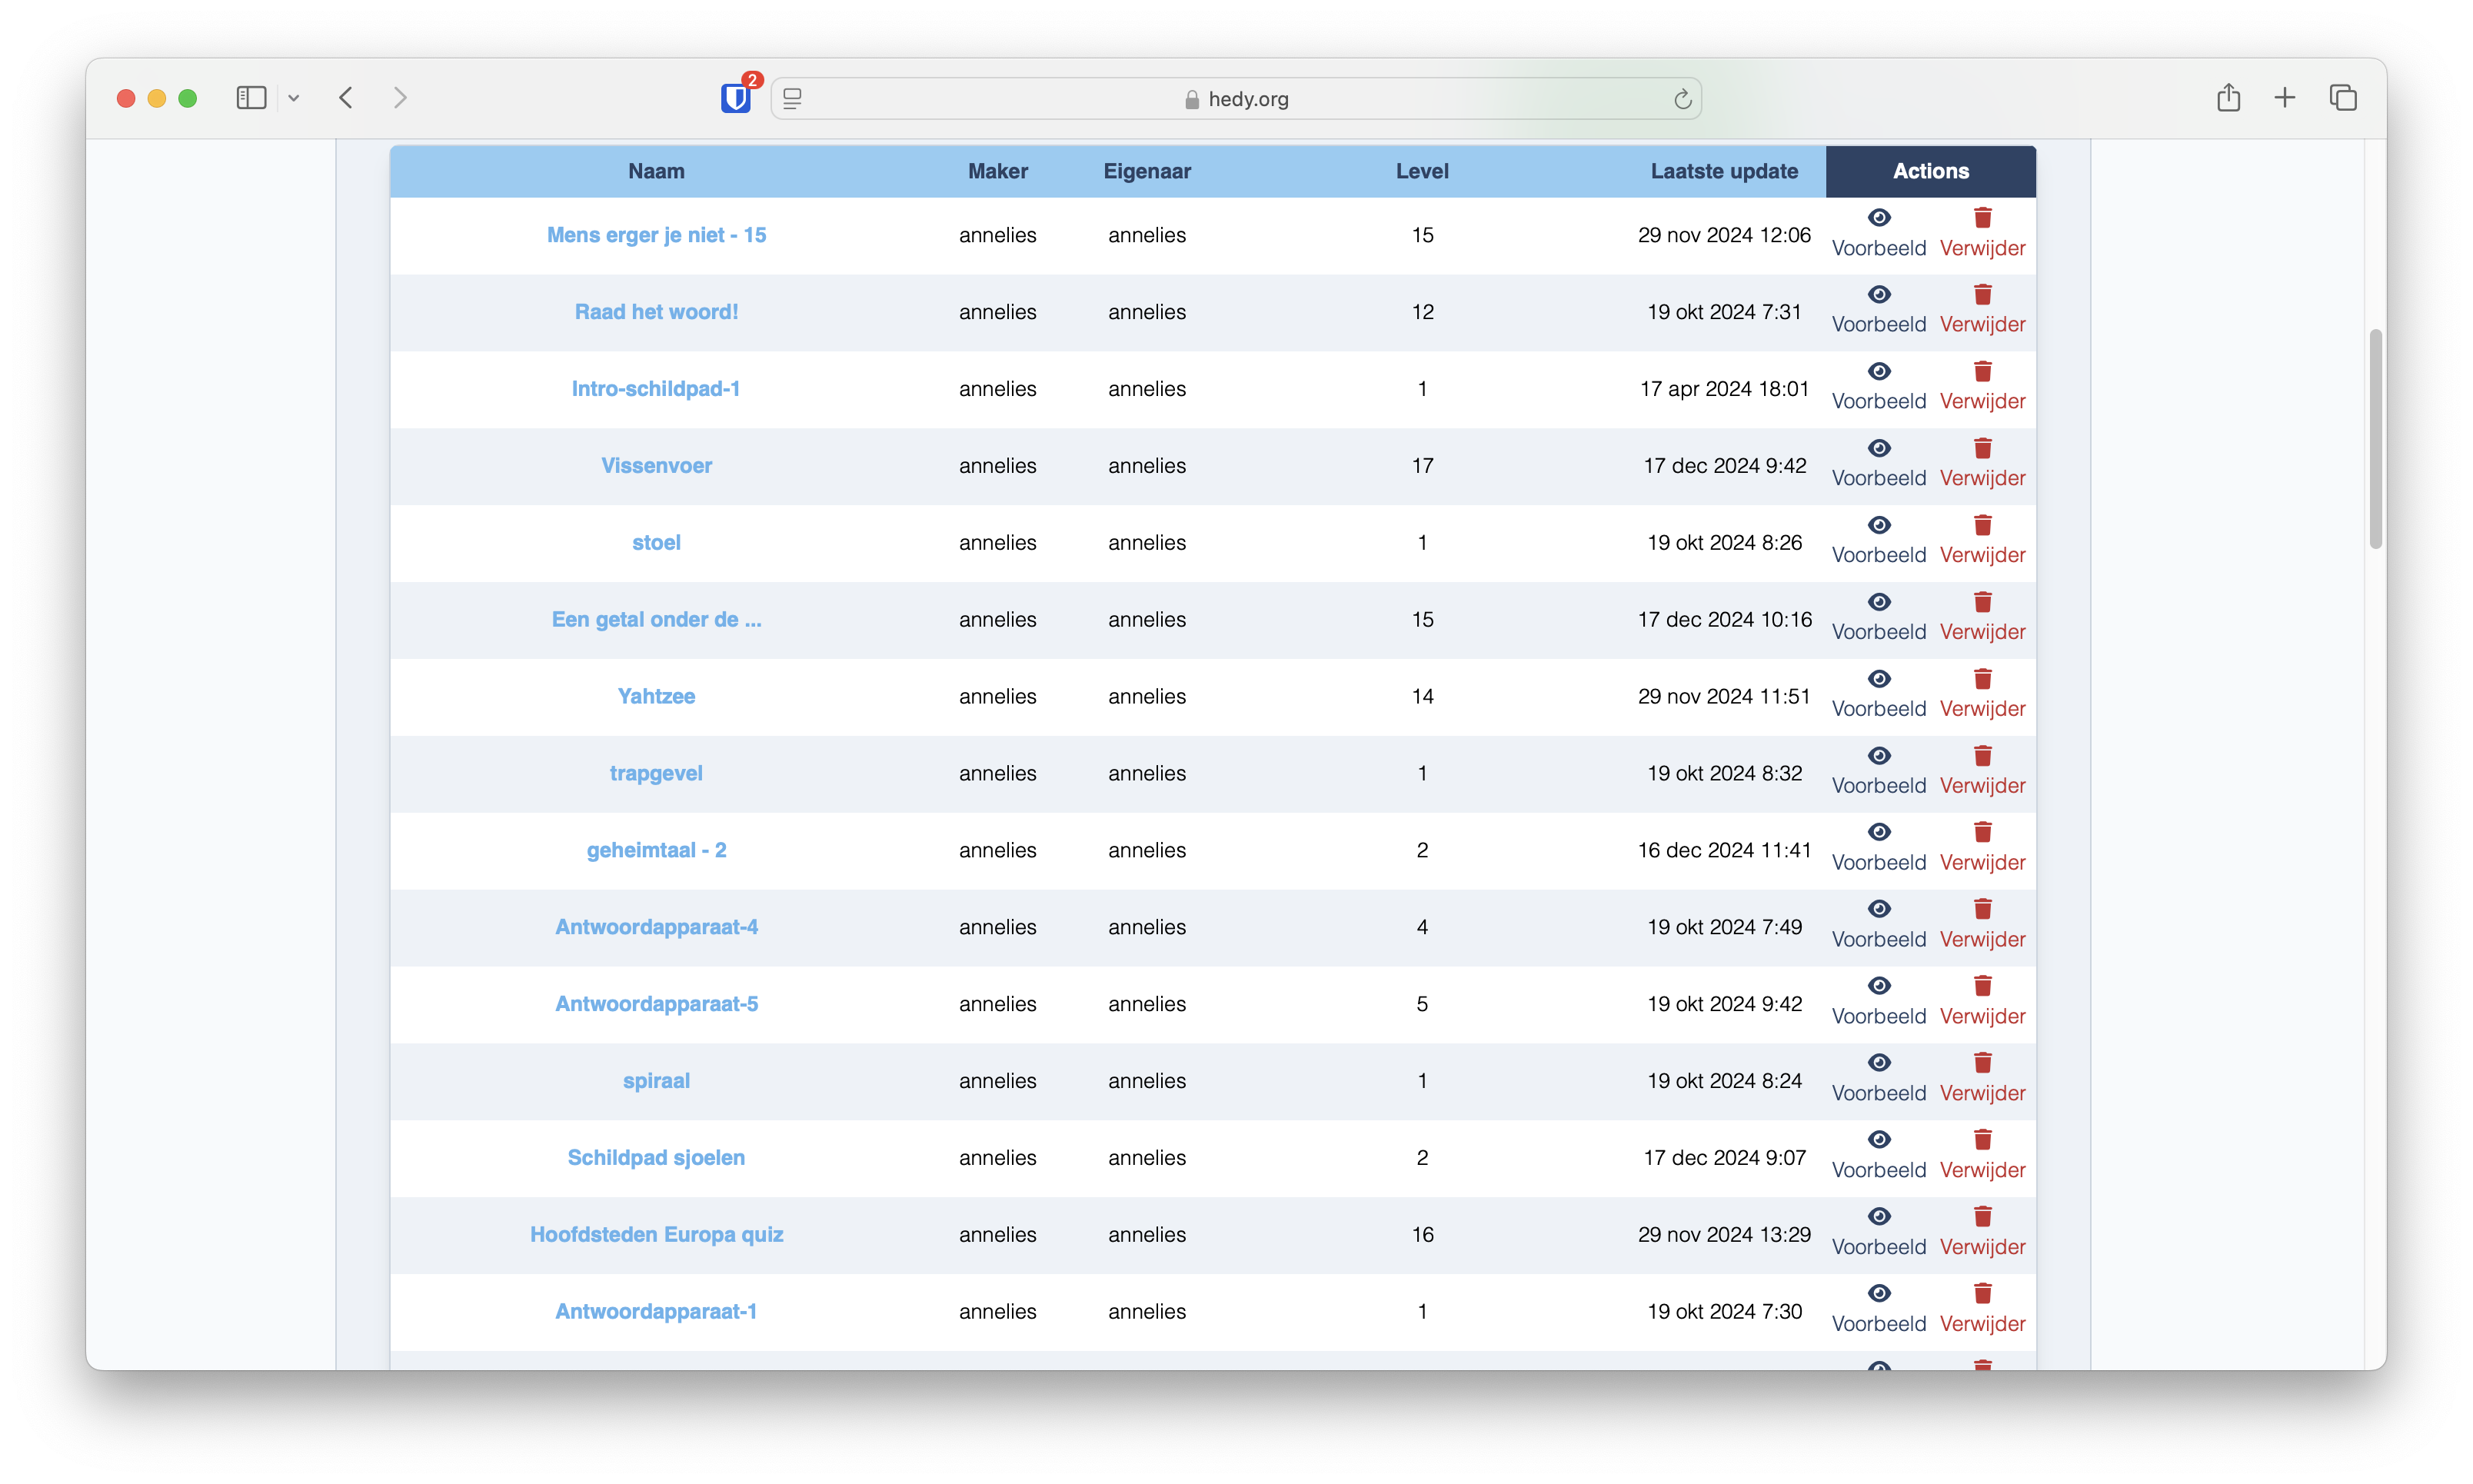 2
hedy.org
Naam Maker Eigenaar Level Laatste update Actions
Mens erger je niet - 15 annelies annelies 15 29 nov 2024 12:06 Voorbeeld Verwijder
Raad het woord! annelies annelies 12 19 okt 2024 7:31 Voorbeeld Verwijder
Intro-schildpad-1 annelies annelies 1 17 apr 2024 18:01 Voorbeeld Verwijder
Vissenvoer annelies annelies 17 17 dec 2024 9:42 Voorbeeld Verwijder
stoel annelies annelies 1 19 okt 2024 8:26 Voorbeeld Verwijder
Een getal onder de ... annelies annelies 15 17 dec 2024 10:16 Voorbeeld Verwijder
Yahtzee annelies annelies 14 29 nov 2024 11:51 Voorbeeld Verwijder
trapgevel annelies annelies 1 19 okt 2024 8:32 Voorbeeld Verwijder
geheimtaal - 2 annelies annelies 2 16 dec 2024 11:41 Voorbeeld Verwijder
Antwoordapparaat-4 annelies annelies 4 19 okt 2024 7:49 Voorbeeld Verwijder
Antwoordapparaat-5 annelies annelies 5 19 okt 2024 9:42 Voorbeeld Verwijder
spiraal annelies annelies 1 19 okt 2024 8:24 Voorbeeld Verwijder
Schildpad sjoelen annelies annelies 2 17 dec 2024 9:07 Voorbeeld Verwijder
Hoofdsteden Europa quiz annelies annelies 16 29 nov 2024 13:29 Voorbeeld Verwijder
Antwoordapparaat-1 annelies annelies 1 19 okt 2024 7:30 Voorbeeld Verwijder